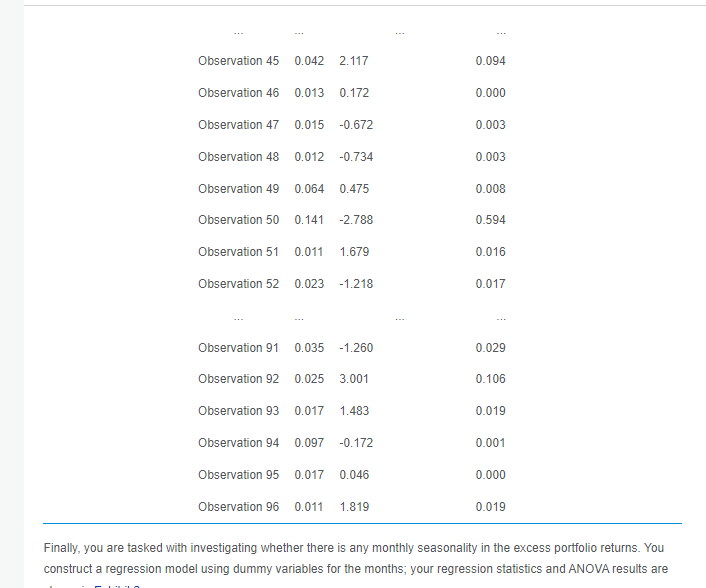 ... ... ... ...
Observation 45 0.042 2.117 0.094
Observation 46 0.013 0.172 0.000
Observation 47 0.015 -0.672 0.003
Observation 48 0.012 -0.734 0.003
Observation 49 0.064 0.475 0.008
Observation 50 0.141 -2.788 0.594
Observation 51 0.011 1.679 0.016
Observation 52 0.023 -1.218 0.017
... ... ... ...
Observation 91 0.035 -1.260 0.029
Observation 92 0.025 3.001 0.106
Observation 93 0.017 1.483 0.019
Observation 94 0.097 -0.172 0.001
Observation 95 0.017 0.046 0.000
Observation 96 0.011 1.819 0.019
Finally, you are tasked with investigating whether there is any monthly seasonality in the excess portfolio returns. You
construct a regression model using dummy variables for the months; your regression statistics and ANOVA results are